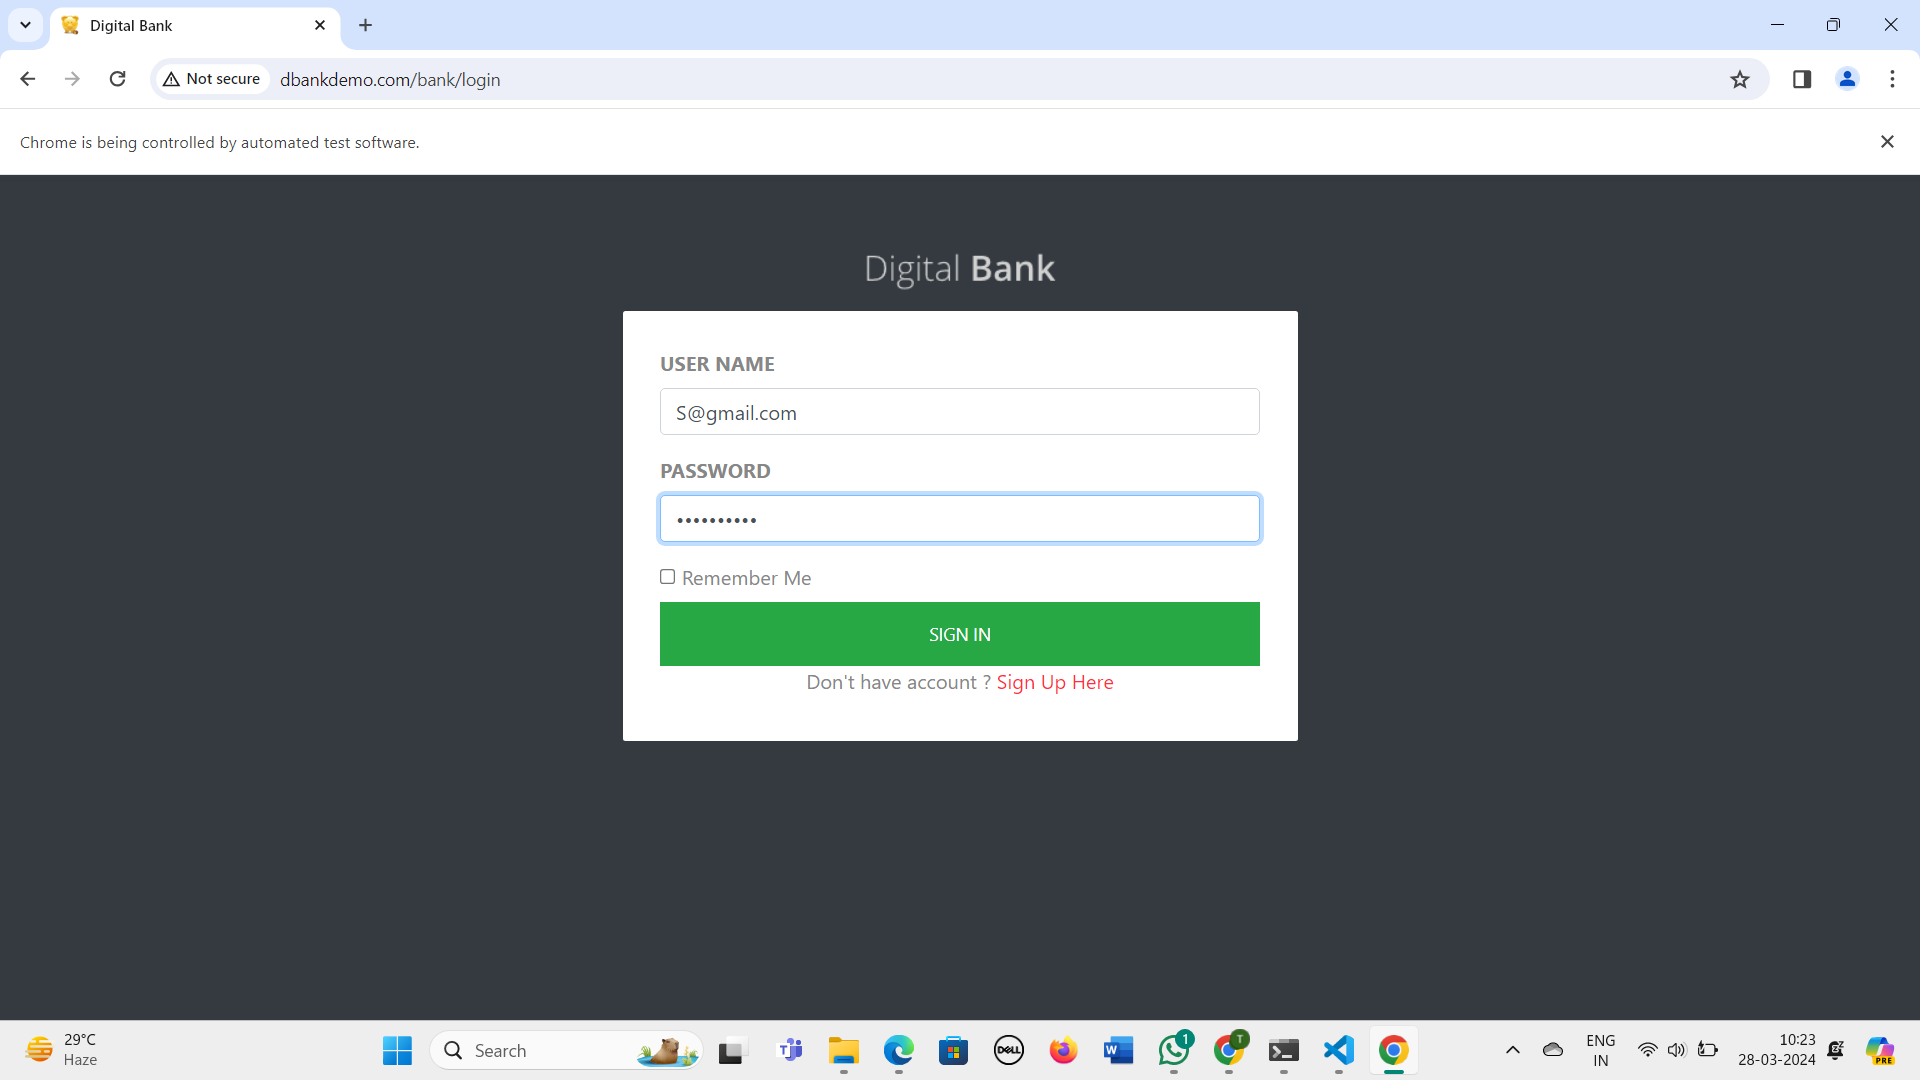 Digital Bank
Not secure
dbankdemo.com/bank/login
Chrome is being controlled by automated test software.
Digital Bank
USER NAME
S@gmail.com
PASSWORD
••••••••••
Remember Me
SIGN IN
Don't have account ? Sign Up Here
29°C
Haze
Search
DELL
1
T
ENG
IN
10:23
28-03-2024
PRE